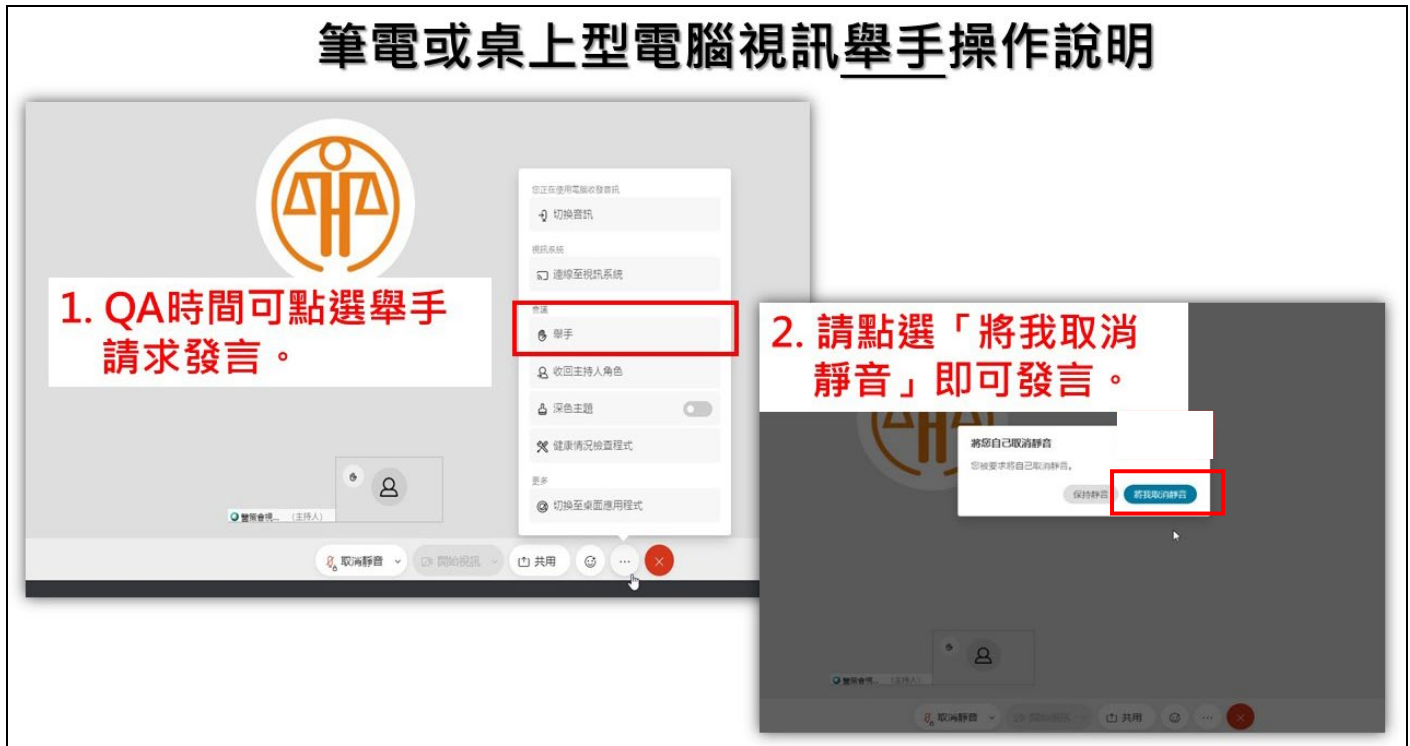 筆電或桌上型電腦視訊舉手操作說明
您正在使用電腦收發音訊
切換音訊
視訊系統
連線至視訊系統
會議
舉手
收回主持人角色
深色主題
健康情況檢查程式
更多
切換至桌面應用程式
1. QA時間可點選舉手
請求發言。
(主持人)
取消靜音
開始視訊
共用
2. 請點選「將我取消
靜音」即可發言。
將您自己取消靜音
您被要求將自己取消靜音。
保持靜音
將我取消靜音
(主持人)
取消靜音
開始視訊
共用